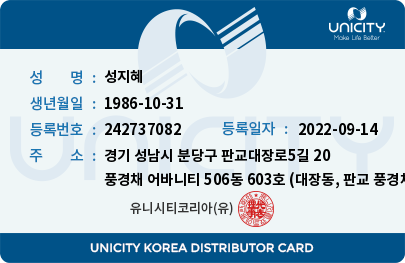 UNICITY
Make Life Better
성 명 : 성지혜
생년월일 : 1986-10-31
등록번호 : 242737082 등록일자 : 2022-09-14
주 소 : 경기 성남시 분당구 판교대장로5길 20
풍경채 어바니티 506동 603호 (대장동, 판교 풍경채
유니시티코리아(유)
UNICITY
UNICITY KOREA DISTRIBUTOR CARD